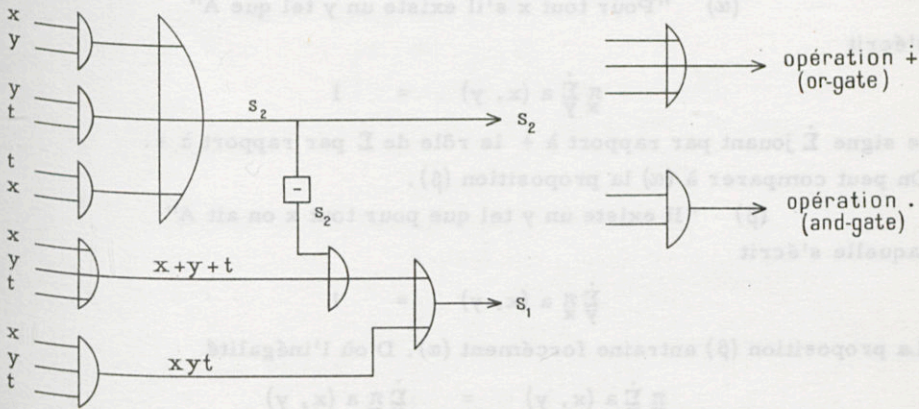 x
y
y
t
t
x
x
y
t
x
y
t
s₂
S₂
-
s₂
x+y+t
xyt
S₁
opération ∔
(or-gate)
opération .
(and-gate)